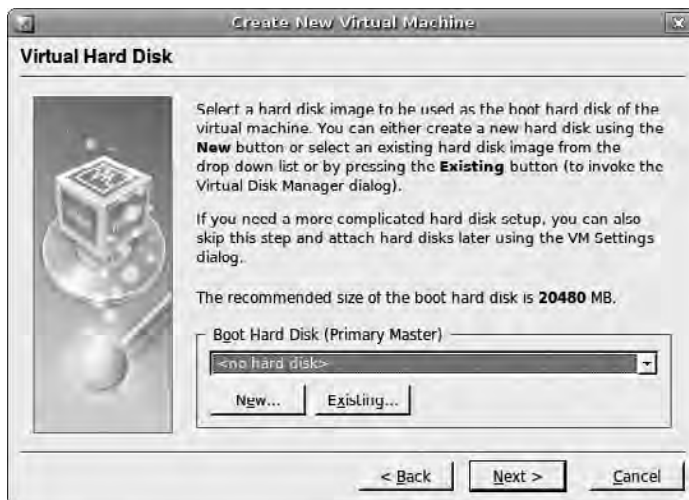 Create New Virtual Machine
Virtual Hard Disk
Select a hard disk image to be used as the boot hard disk of the
virtual machine. You can either create a new hard disk using the
New button or select an existing hard disk image from the
drop down list or by pressing the Existing button (to invoke the
Virtual Disk Manager dialog).
If you need a more complicated hard disk setup, you can also
skip this step and attach hard disks later using the VM Settings
dialog.
The recommended size of the boot hard disk is 20480 MB.
Boot Hard Disk (Primary Master)
<no hard disk>
New... Existing...
< Back Next > Cancel